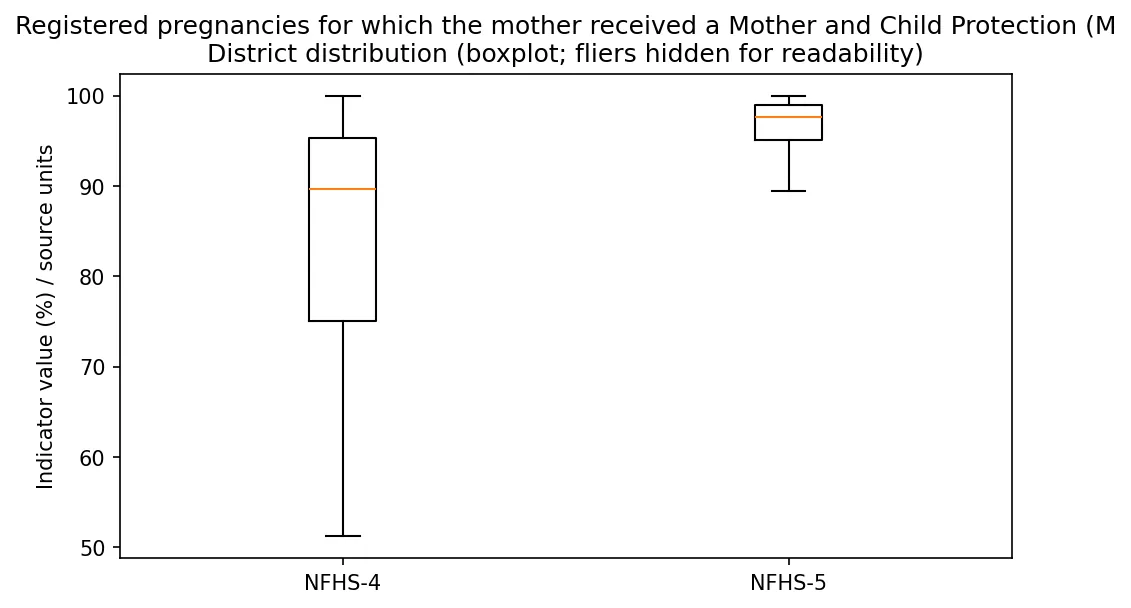 Registered pregnancies for which the mother received a Mother and Child Protection (M
District distribution (boxplot; fliers hidden for readability)
Indicator value (%) / source units
100
90
80
70
60
50
NFHS-4
NFHS-5